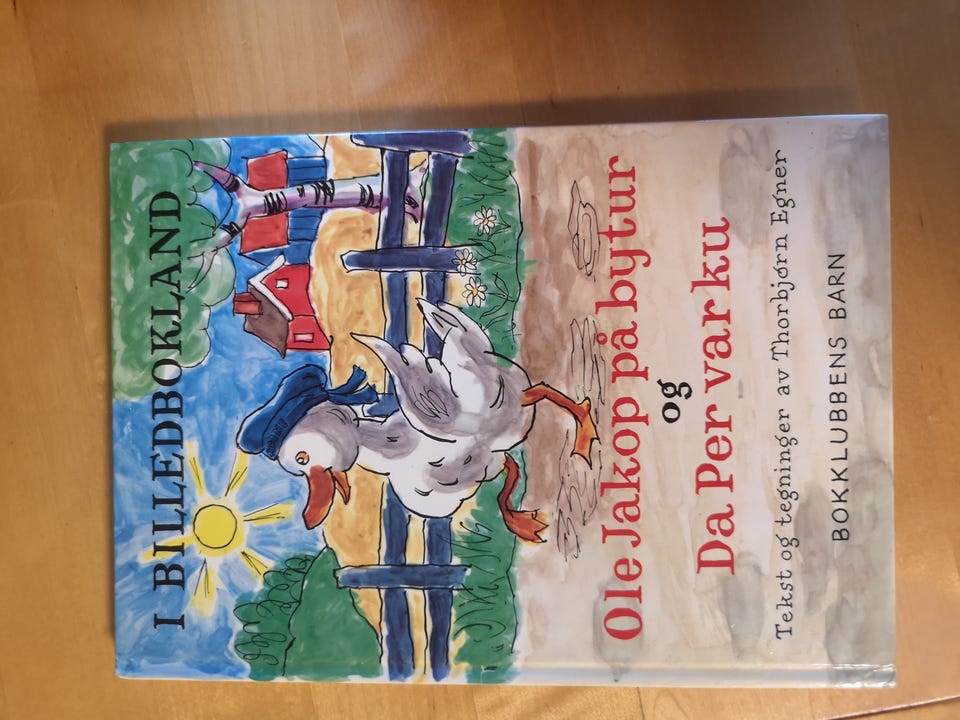 I BILLEDBOKLAND
Ole Jakop på bytur
og
Da Per var ku
Tekst og tegninger av Thorbjørn Egner
BOKKLUBBENS BARN